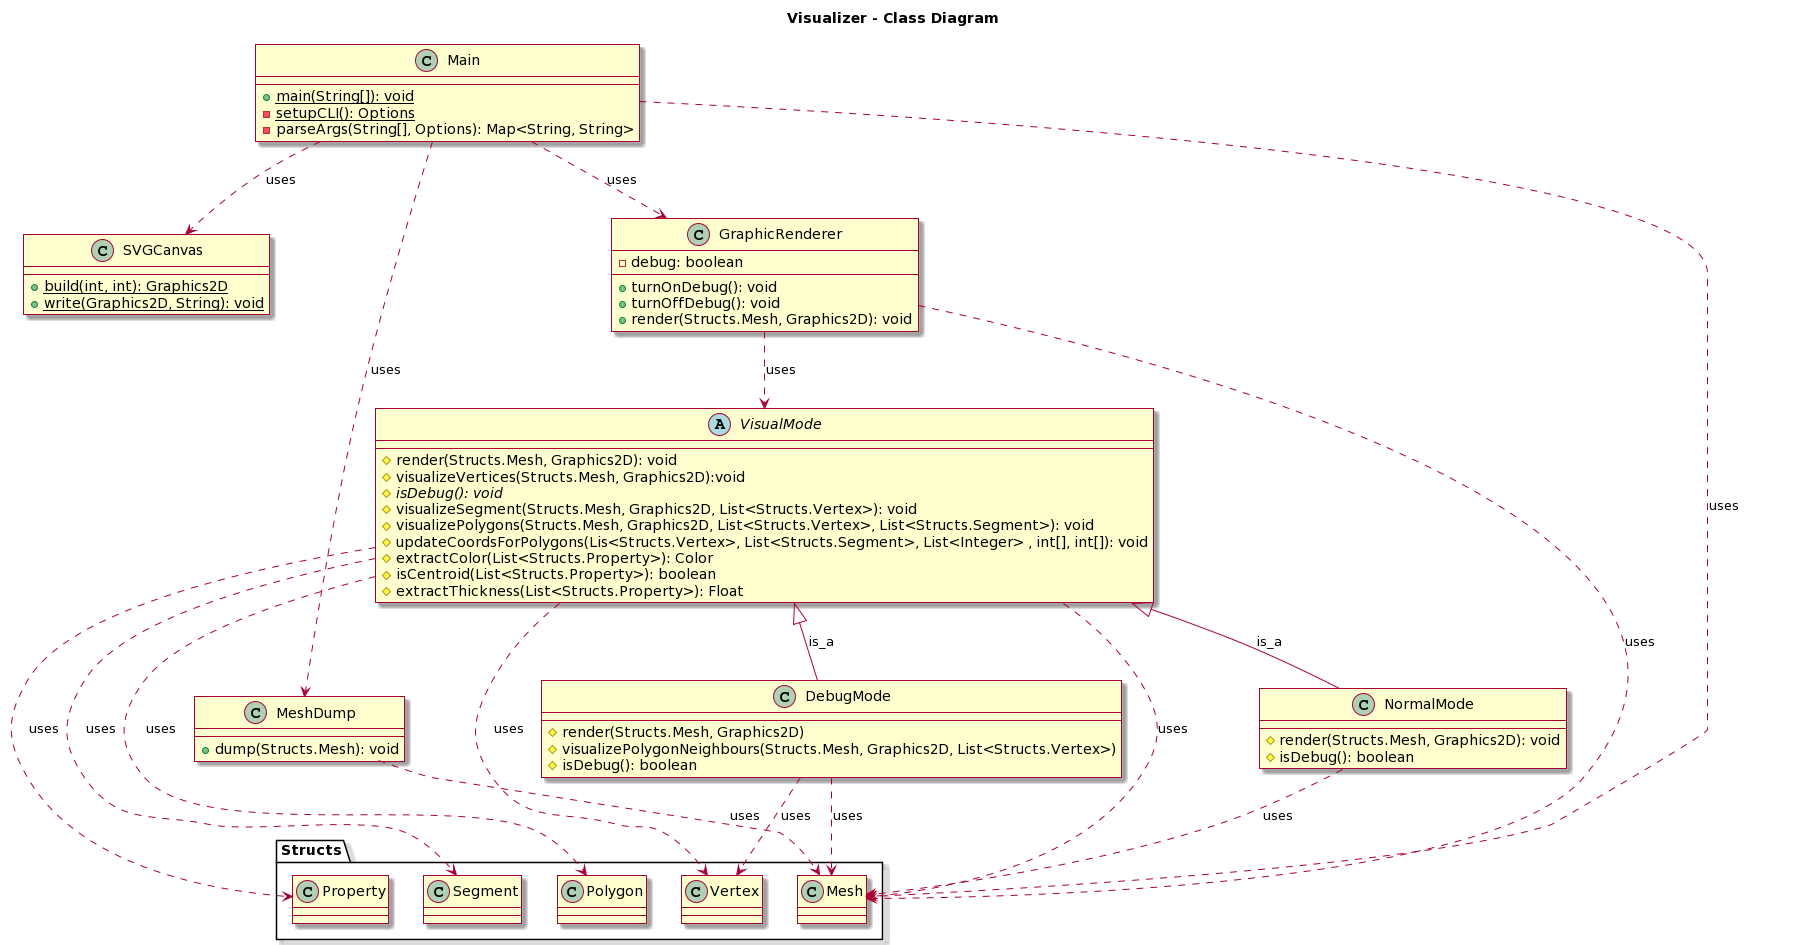 Visualizer - Class Diagram
C Main
main(String[]): void
setupCLI(): Options
parseArgs(String[], Options): Map<String, String>
uses
uses
uses
uses
C SVGCanvas
build(int, int): Graphics2D
write(Graphics2D, String): void
C GraphicRenderer
debug: boolean
turnOnDebug(): void
turnOffDebug(): void
render(Structs.Mesh, Graphics2D): void
uses
uses
A VisualMode
render(Structs.Mesh, Graphics2D): void
visualizeVertices(Structs.Mesh, Graphics2D):void
isDebug(): void
visualizeSegment(Structs.Mesh, Graphics2D, List<Structs.Vertex>): void
visualizePolygons(Structs.Mesh, Graphics2D, List<Structs.Vertex>, List<Structs.Segment>): void
updateCoordsForPolygons(Lis<Structs.Vertex>, List<Structs.Segment>, List<Integer> , int[], int[]): void
extractColor(List<Structs.Property>): Color
isCentroid(List<Structs.Property>): boolean
extractThickness(List<Structs.Property>): Float
is_a
is_a
uses
uses
uses
uses
uses
C MeshDump
dump(Structs.Mesh): void
C DebugMode
render(Structs.Mesh, Graphics2D)
visualizePolygonNeighbours(Structs.Mesh, Graphics2D, List<Structs.Vertex>)
isDebug(): boolean
C NormalMode
render(Structs.Mesh, Graphics2D): void
isDebug(): boolean
uses
uses
uses
uses
Structs
C Property
C Segment
C Polygon
C Vertex
C Mesh